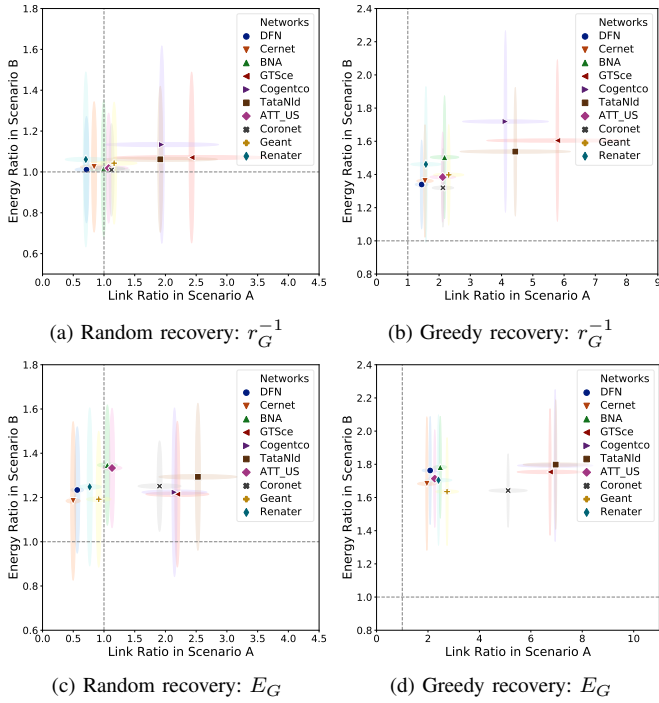 1.8
1.6
1.4
1.2
1.0
0.8
0.6
0.0 0.5 1.0 1.5 2.0 2.5 3.0 3.5 4.0 4.5
Energy Ratio in Scenario B
Link Ratio in Scenario A
Networks
DFN
Cernet
BNA
GTSce
Cogentco
TataNld
ATT_US
Coronet
Geant
Renater
(a) Random recovery: $r_G^{-1}$
2.4
2.2
2.0
1.8
1.6
1.4
1.2
1.0
0.8
0 1 2 3 4 5 6 7 8 9
Energy Ratio in Scenario B
Link Ratio in Scenario A
Networks
DFN
Cernet
BNA
GTSce
Cogentco
TataNld
ATT_US
Coronet
Geant
Renater
(b) Greedy recovery: $r_G^{-1}$
1.8
1.6
1.4
1.2
1.0
0.8
0.6
0.0 0.5 1.0 1.5 2.0 2.5 3.0 3.5 4.0 4.5
Energy Ratio in Scenario B
Link Ratio in Scenario A
Networks
DFN
Cernet
BNA
GTSce
Cogentco
TataNld
ATT_US
Coronet
Geant
Renater
(c) Random recovery: $E_G$
2.4
2.2
2.0
1.8
1.6
1.4
1.2
1.0
0.8
0 2 4 6 8 10
Energy Ratio in Scenario B
Link Ratio in Scenario A
Networks
DFN
Cernet
BNA
GTSce
Cogentco
TataNld
ATT_US
Coronet
Geant
Renater
(d) Greedy recovery: $E_G$